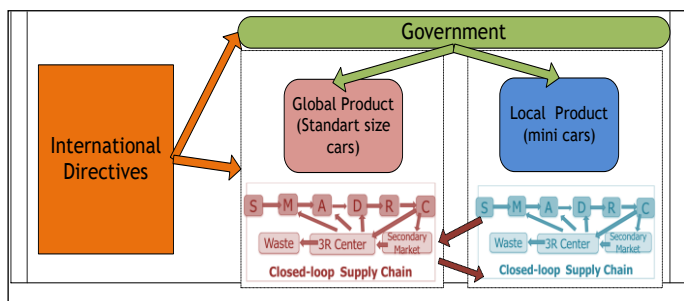 Government
International
Directives
Global Product
(Standart size
cars)
Local Product
(mini cars)
S M A D R C
Waste 3R Center Secondary
Market
Closed-loop Supply Chain
S M A D R C
Waste 3R Center Secondary
Market
Closed-loop Supply Chain